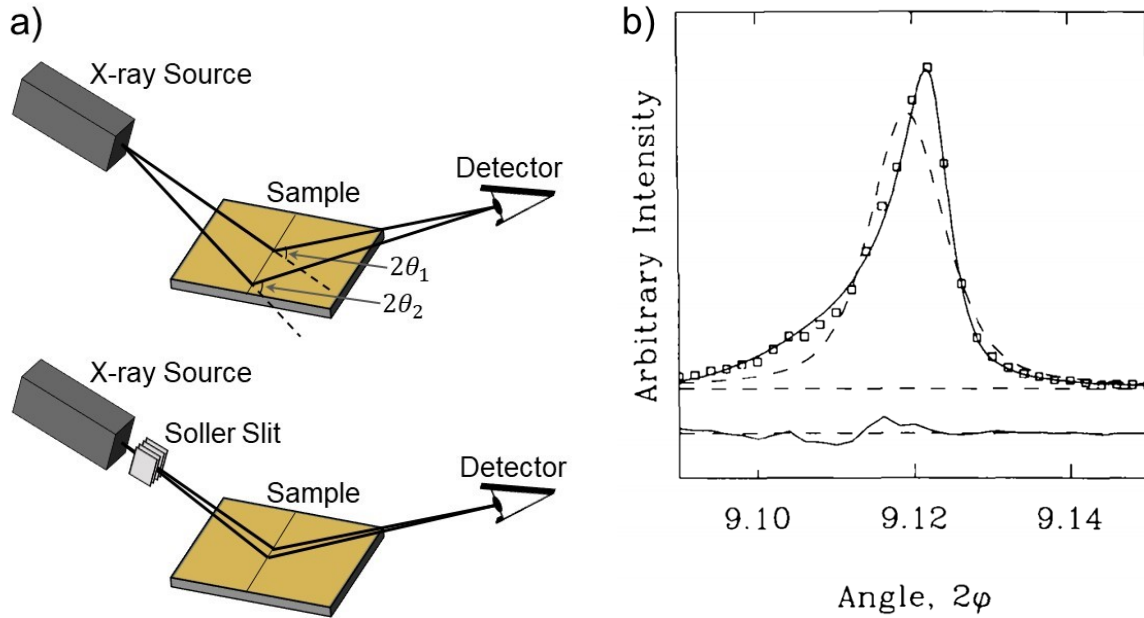 a)
X-ray Source
Detector
Sample
2θ₁
2θ₂
X-ray Source
Soller Slit
Detector
Sample
b)
Arbitrary Intensity
9.10 9.12 9.14
Angle, 2φ